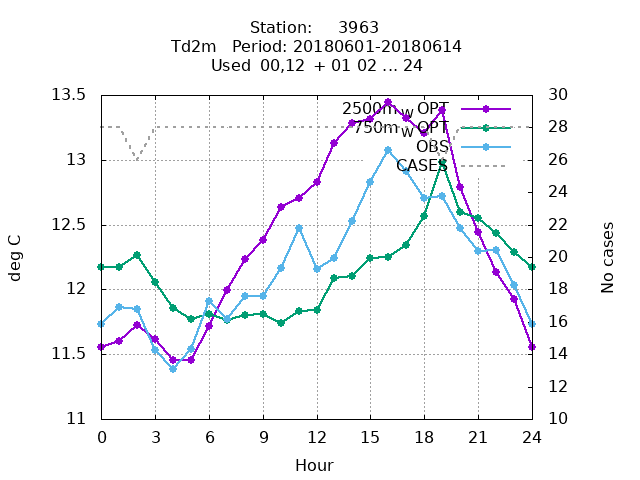 Station: 3963
Td2m Period: 20180601-20180614
Used 00,12 + 01 02 ... 24
13.5
13
12.5
12
11.5
11
30
28
26
24
22
20
18
16
14
12
10
2500m w OPT
750m w OPT
OBS
CASES
deg C
No cases
0 3 6 9 12 15 18 21 24
Hour